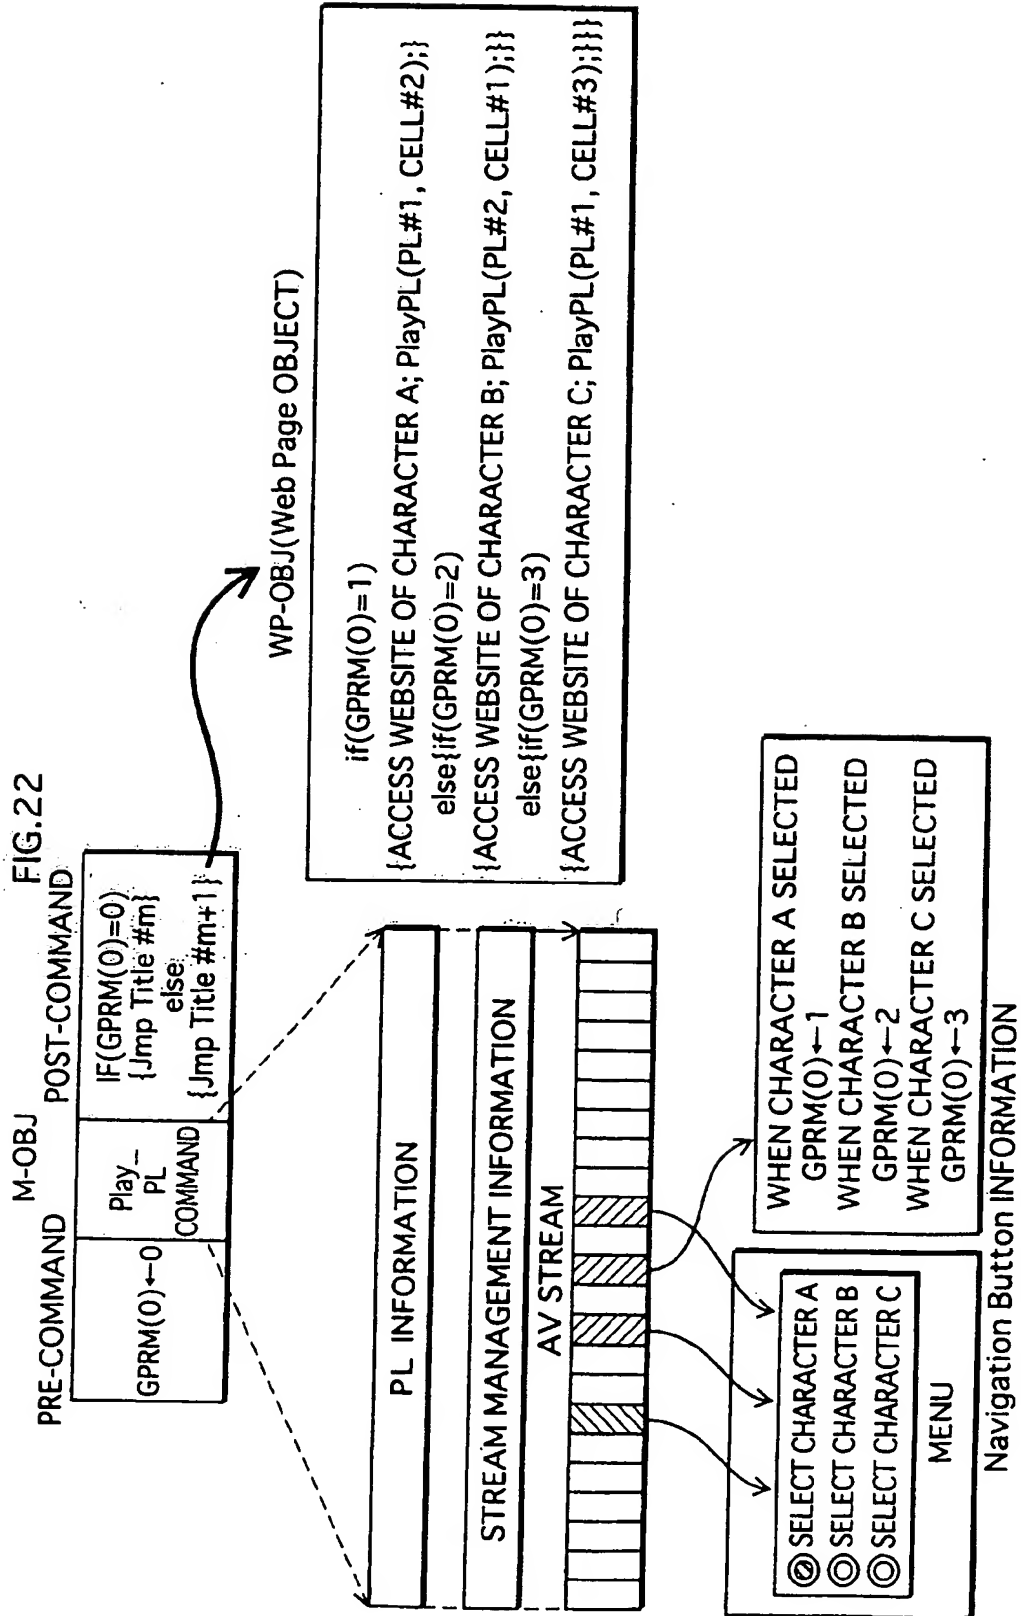 FIG.22
M-OBJ
PRE-COMMAND
POST-COMMAND
GPRM(0)←0
Play_
PL
COMMAND
IF(GPRM(0)=0)
{Jmp Title #m}
else
{Jmp Title #m+1}
WP-OBJ(Web Page OBJECT)
if(GPRM(0)=1)
{ACCESS WEBSITE OF CHARACTER A; PlayPL(PL#1, CELL#2);}
else{if(GPRM(0)=2)
{ACCESS WEBSITE OF CHARACTER B; PlayPL(PL#2, CELL#1);}}
else{if(GPRM(0)=3)
{ACCESS WEBSITE OF CHARACTER C; PlayPL(PL#1, CELL#3);}}}
PL INFORMATION
STREAM MANAGEMENT INFORMATION
AV STREAM
SELECT CHARACTER A
SELECT CHARACTER B
SELECT CHARACTER C
MENU
WHEN CHARACTER A SELECTED
GPRM(0)←1
WHEN CHARACTER B SELECTED
GPRM(0)←2
WHEN CHARACTER C SELECTED
GPRM(0)←3
Navigation Button INFORMATION